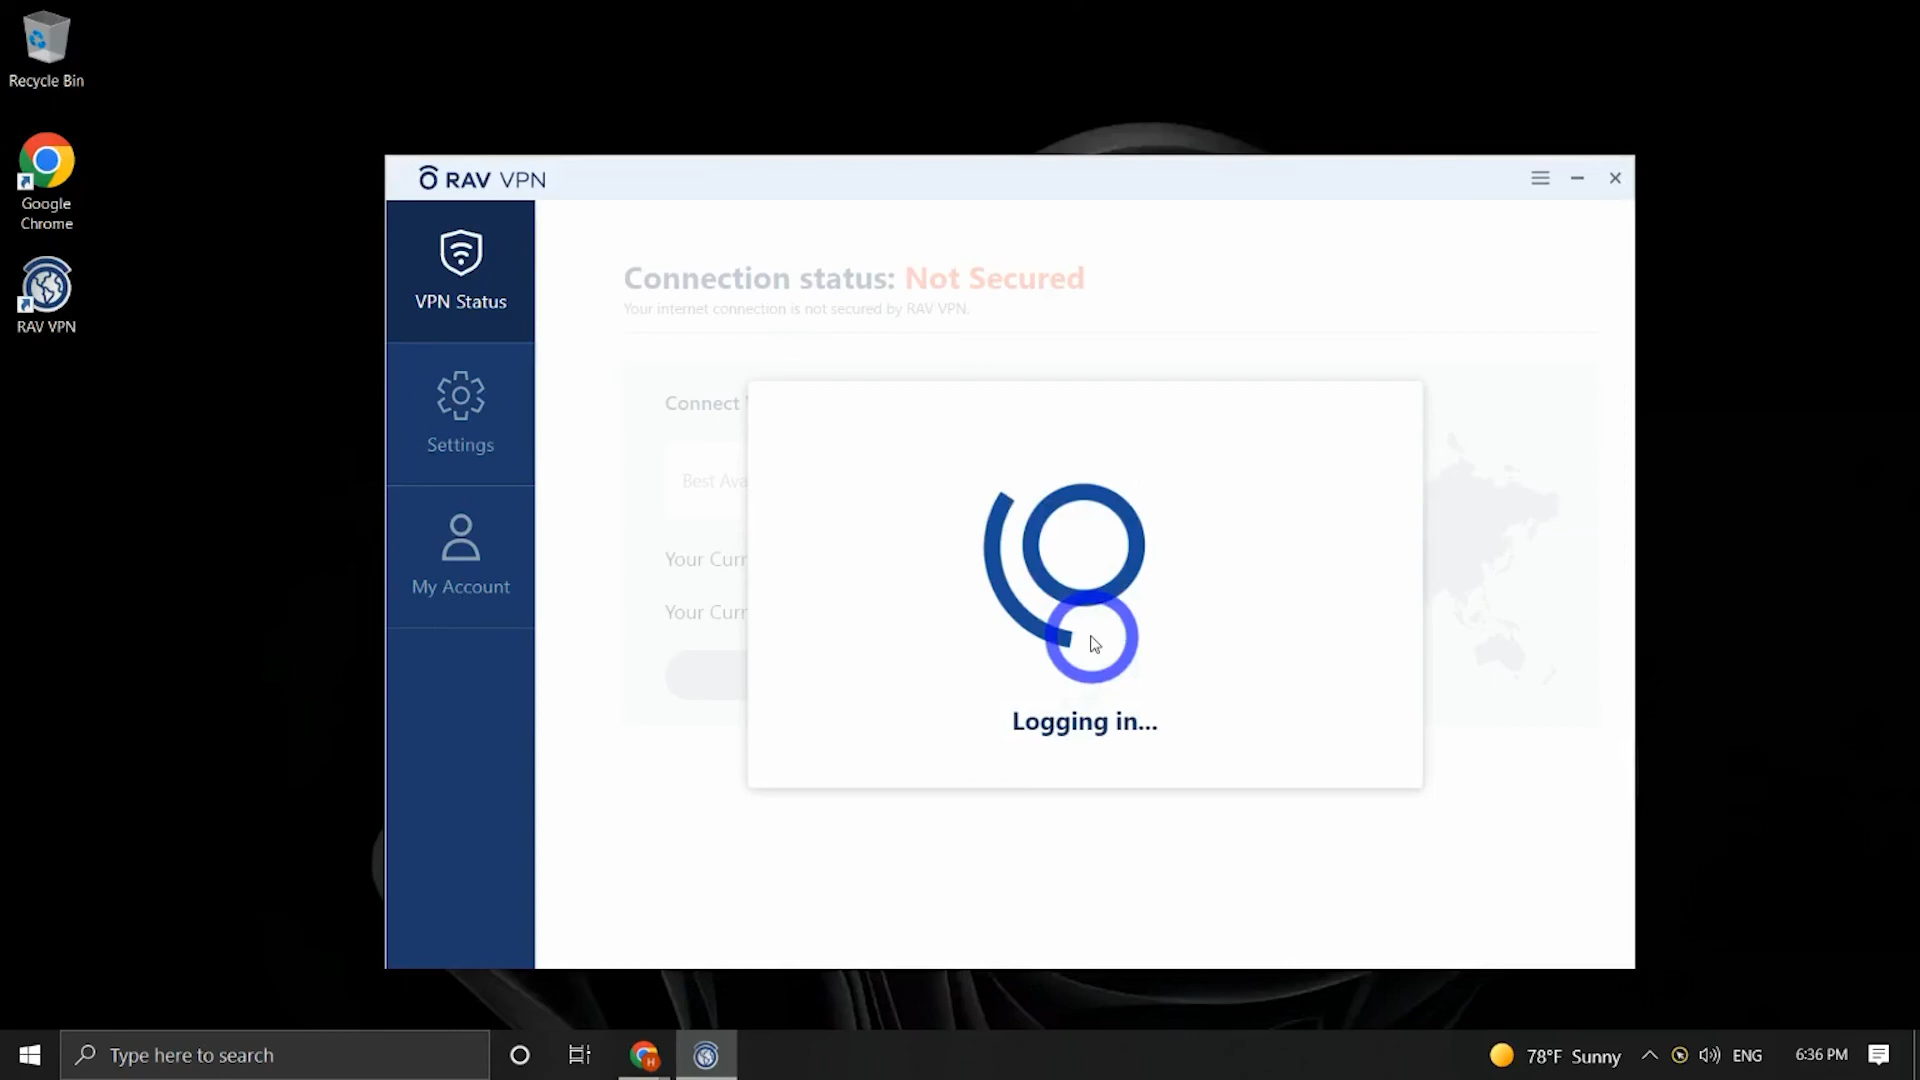 Recycle Bin
Google
Chrome
RAV VPN
RAV VPN
VPN Status
Settings
My Account
Connection status: Not Secured
Your internet connection is not secured by RAV VPN.
Connect
Best Ava
Your Curr
Your Curr
Logging in...
Type here to search
H
78°F Sunny
ENG
6:36 PM